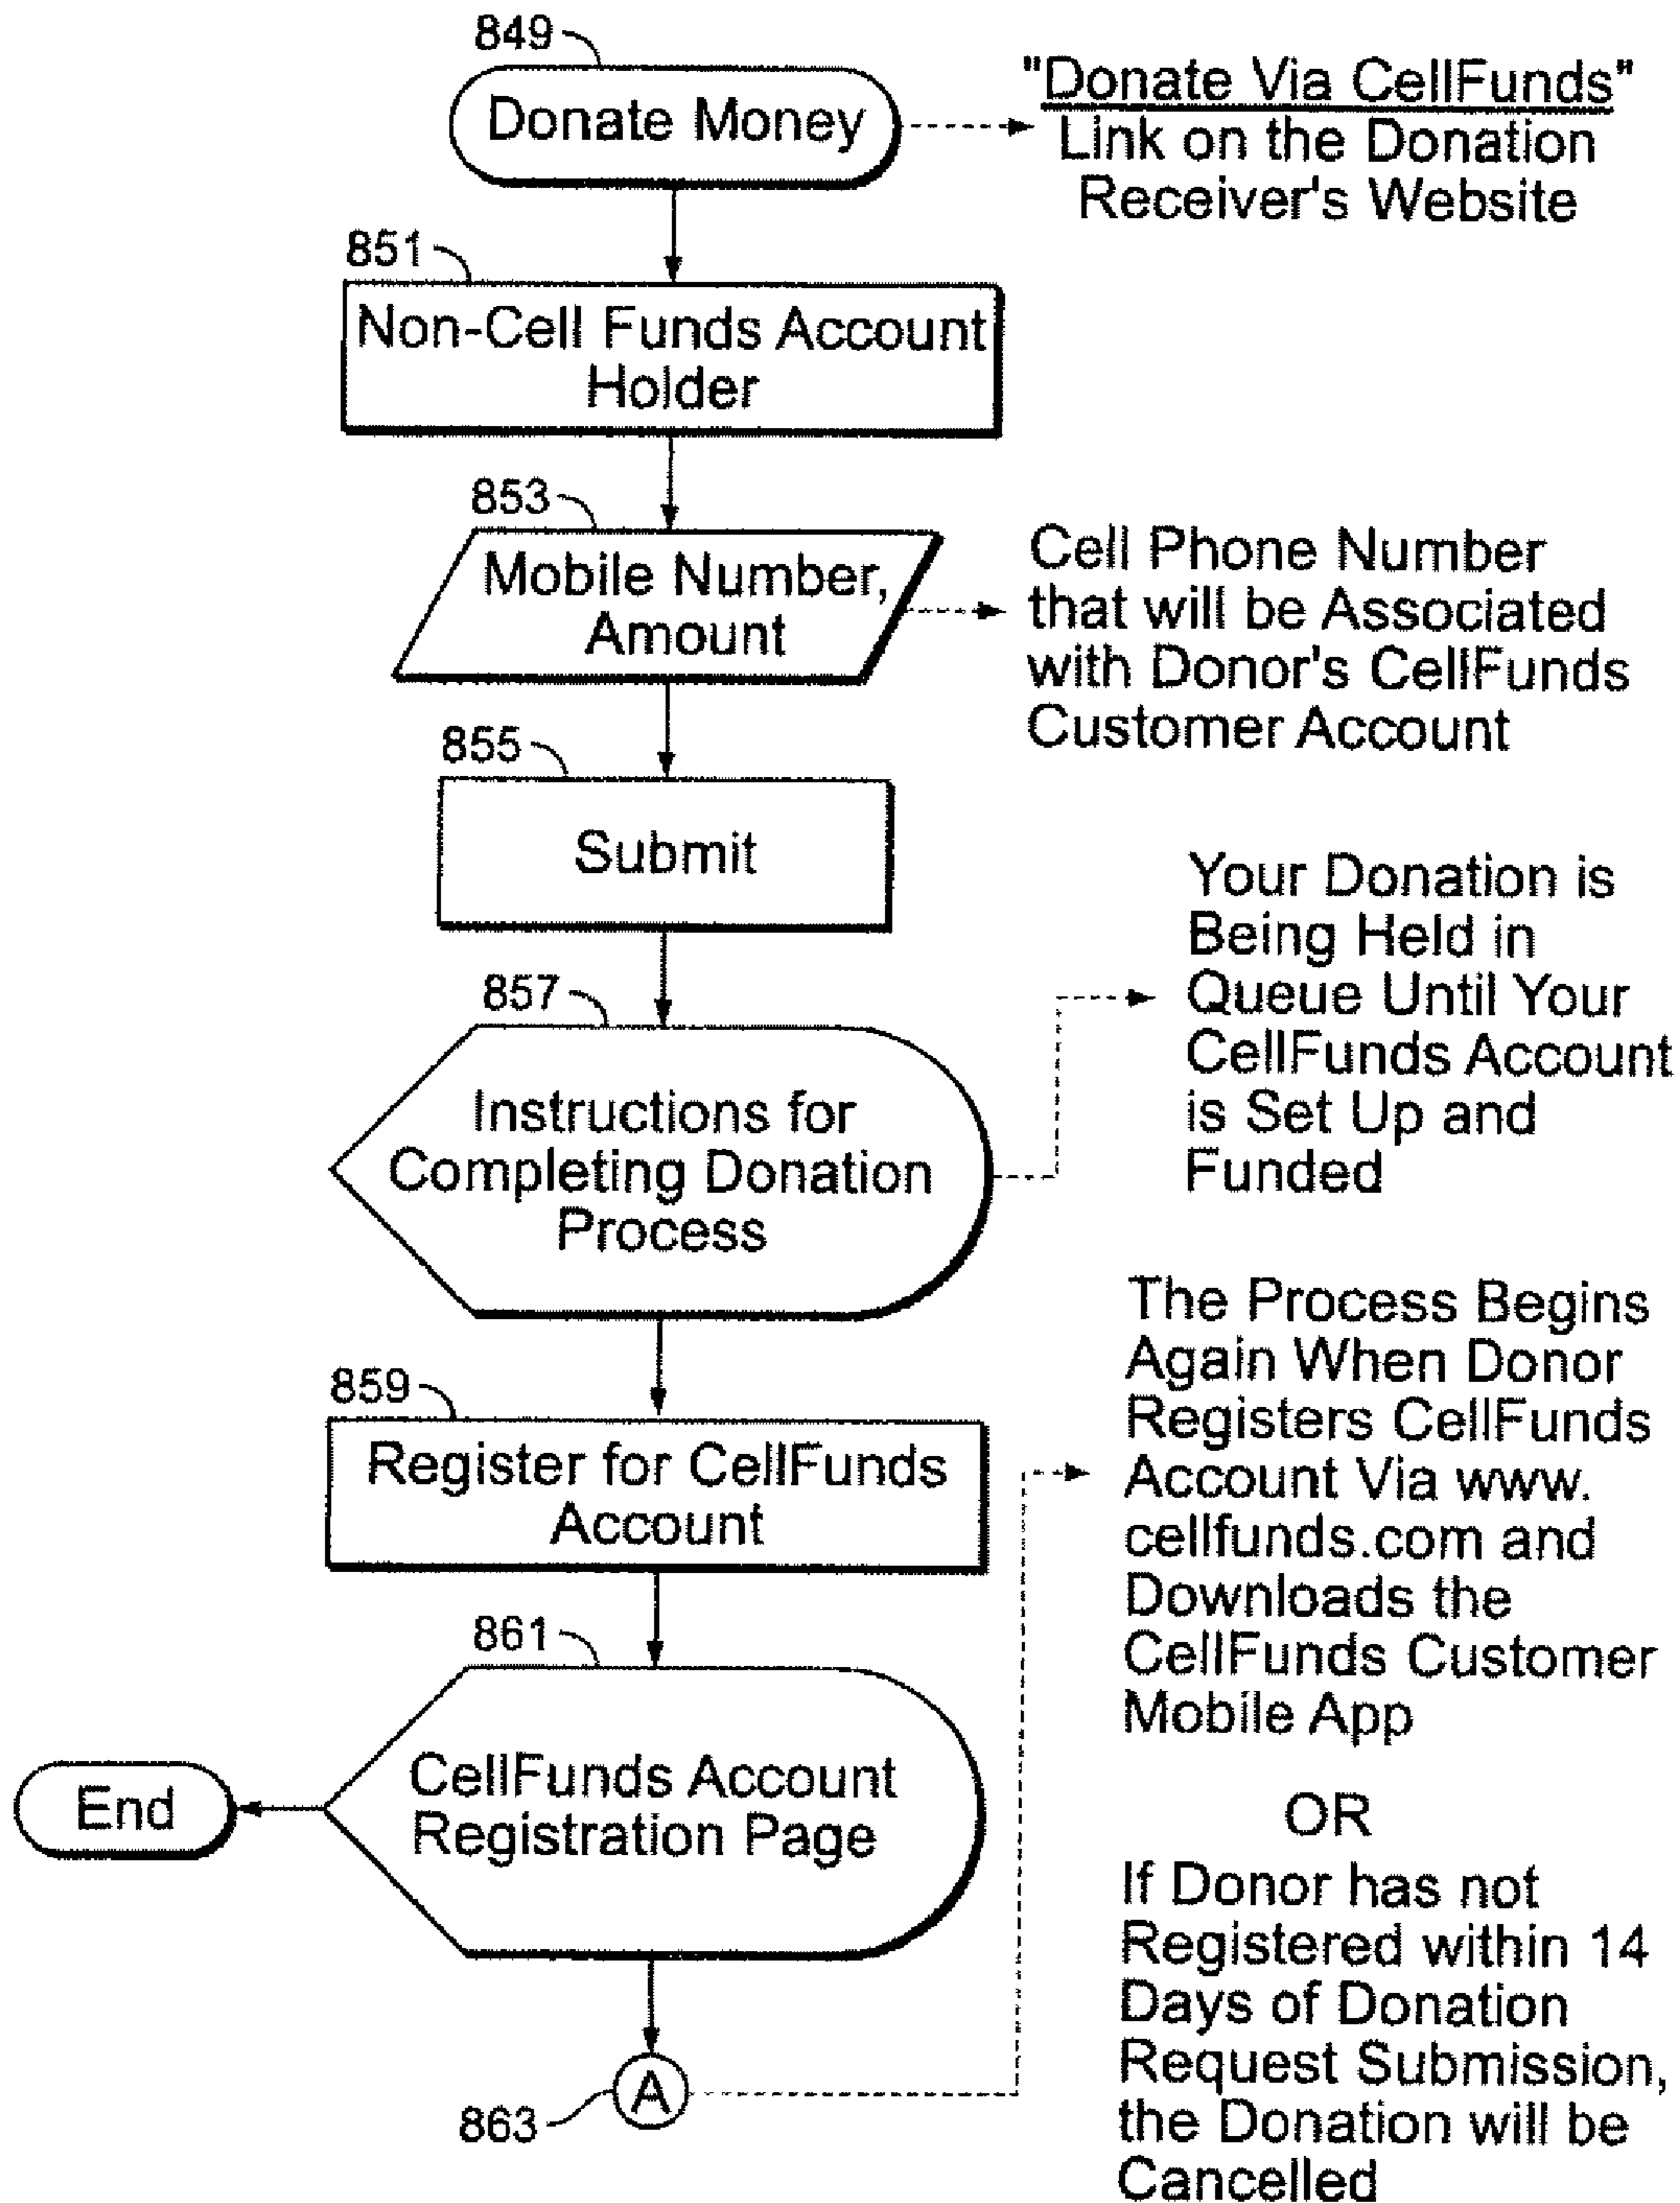 849
Donate Money
"Donate Via CellFunds"
Link on the Donation
Receiver's Website
851
Non-Cell Funds Account
Holder
853
Mobile Number,
Amount
Cell Phone Number
that will be Associated
with Donor's CellFunds
Customer Account
855
Submit
857
Instructions for
Completing Donation
Process
Your Donation is
Being Held in
Queue Until Your
CellFunds Account
is Set Up and
Funded
859
Register for CellFunds
Account
861
CellFunds Account
Registration Page
End
A
863
The Process Begins
Again When Donor
Registers CellFunds
Account Via www.
cellfunds.com and
Downloads the
CellFunds Customer
Mobile App
OR
If Donor has not
Registered within 14
Days of Donation
Request Submission,
the Donation will be
Cancelled